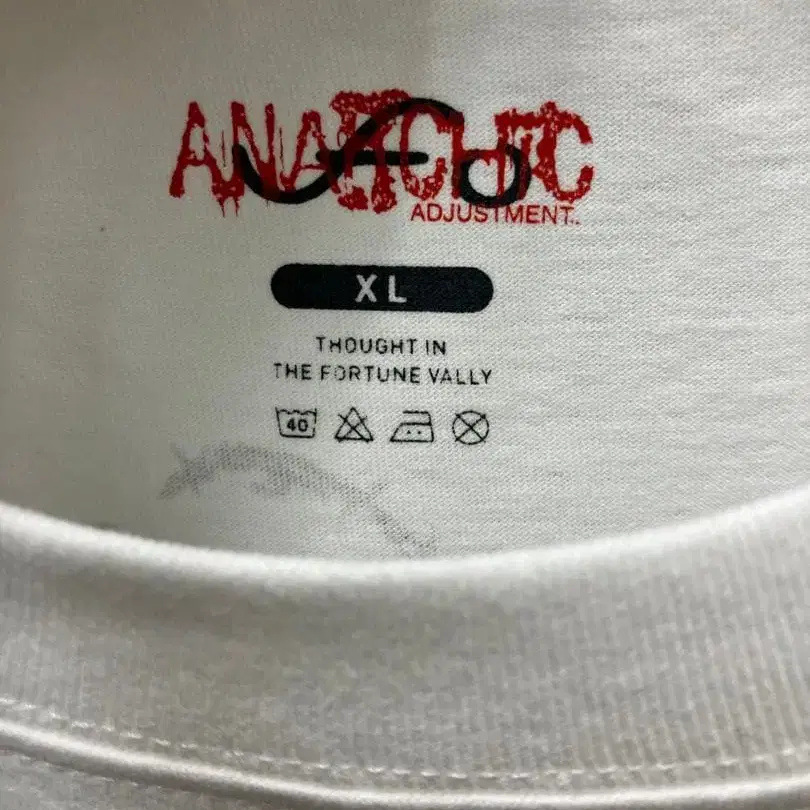 ANARCHIC
ADJUSTMENT..
XL
THOUGHT IN
THE FORTUNE VALLY
40